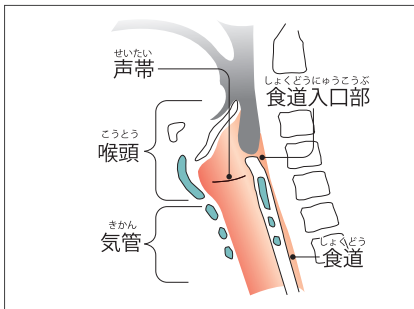 せいたい
声帯
しょくどうにゅうこうぶ
食道入口部
こうとう
喉頭
きかん
気管
しょくどう
食道